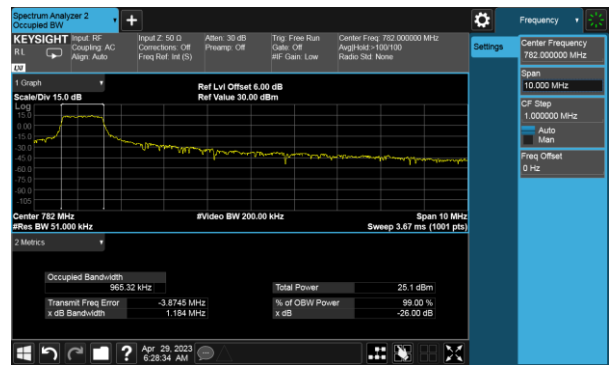 Spectrum Analyzer 2
Occupied BW
Frequency
KEYSIGHT
RL
LXI
Input: RF
Coupling: AC
Align: Auto
Input Z: 50 Ω
Corrections: Off
Freq Ref: Int (S)
Atten: 30 dB
Preamp: Off
Trig: Free Run
Gate: Off
#IF Gain: Low
Center Freq: 782.000000 MHz
Avg|Hold:>100/100
Radio Std: None
Settings
Center Frequency
782.000000 MHz
Span
10.000 MHz
CF Step
1.000000 MHz
Auto
Man
Freq Offset
0 Hz
1 Graph
Scale/Div 15.0 dB
Ref Lvl Offset 6.00 dB
Ref Value 30.00 dBm
Log
15.0
0.00
-15.0
-30.0
-45.0
-60.0
-75.0
-90.0
-105
Center 782 MHz
#Video BW 200.00 kHz
Span 10 MHz
#Res BW 51.000 kHz
Sweep 3.67 ms (1001 pts)
2 Metrics
Occupied Bandwidth
965.32 kHz
Total Power 25.1 dBm
Transmit Freq Error -3.8745 MHz
% of OBW Power 99.00 %
x dB Bandwidth 1.184 MHz
x dB -26.00 dB
Apr 29, 2023
6:28:34 AM